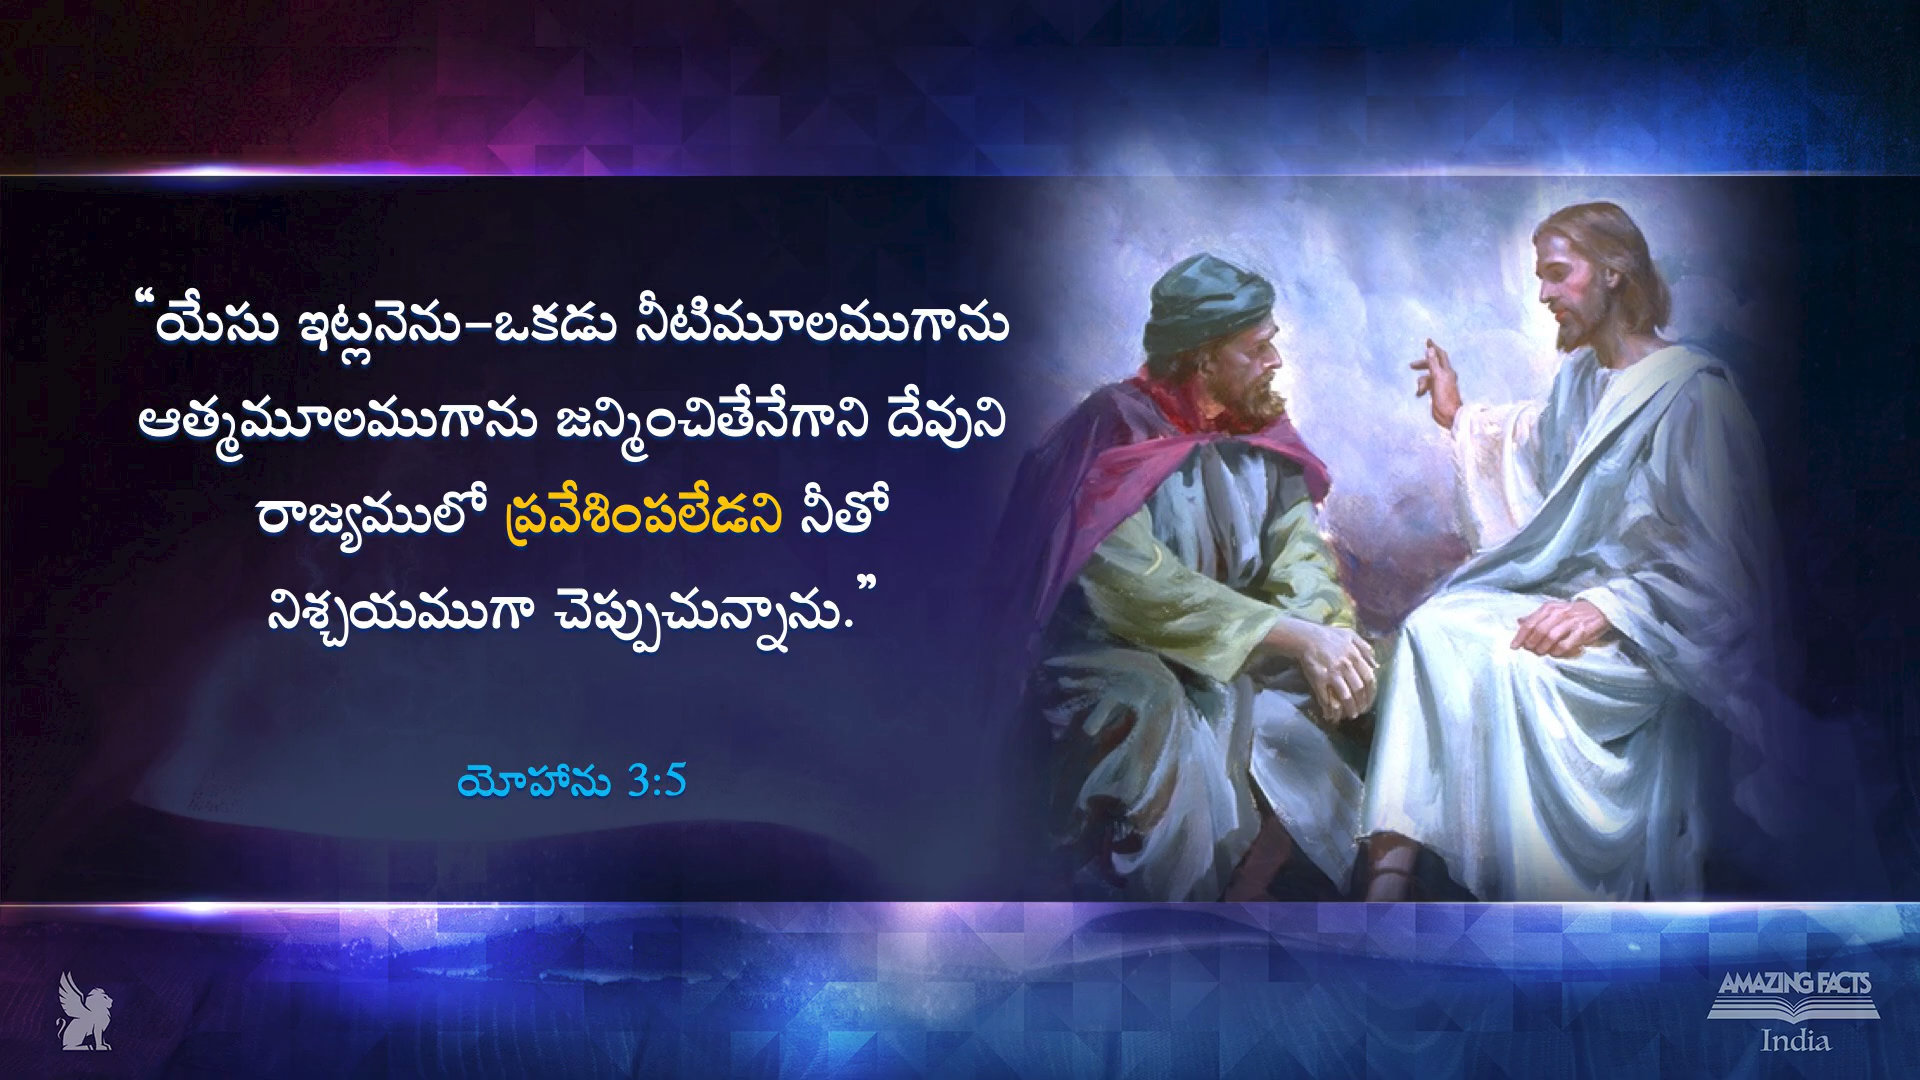 “యేసు ఇట్లనెను-ఒకడు నీటిమూలముగాను
ఆత్మమూలముగాను జన్మించితేనేగాని దేవుని
రాజ్యములో ప్రవేశింపలేడని నీతో
నిశ్చయముగా చెప్పుచున్నాను.”
యోహాను 3:5
AMAZING FACTS
India